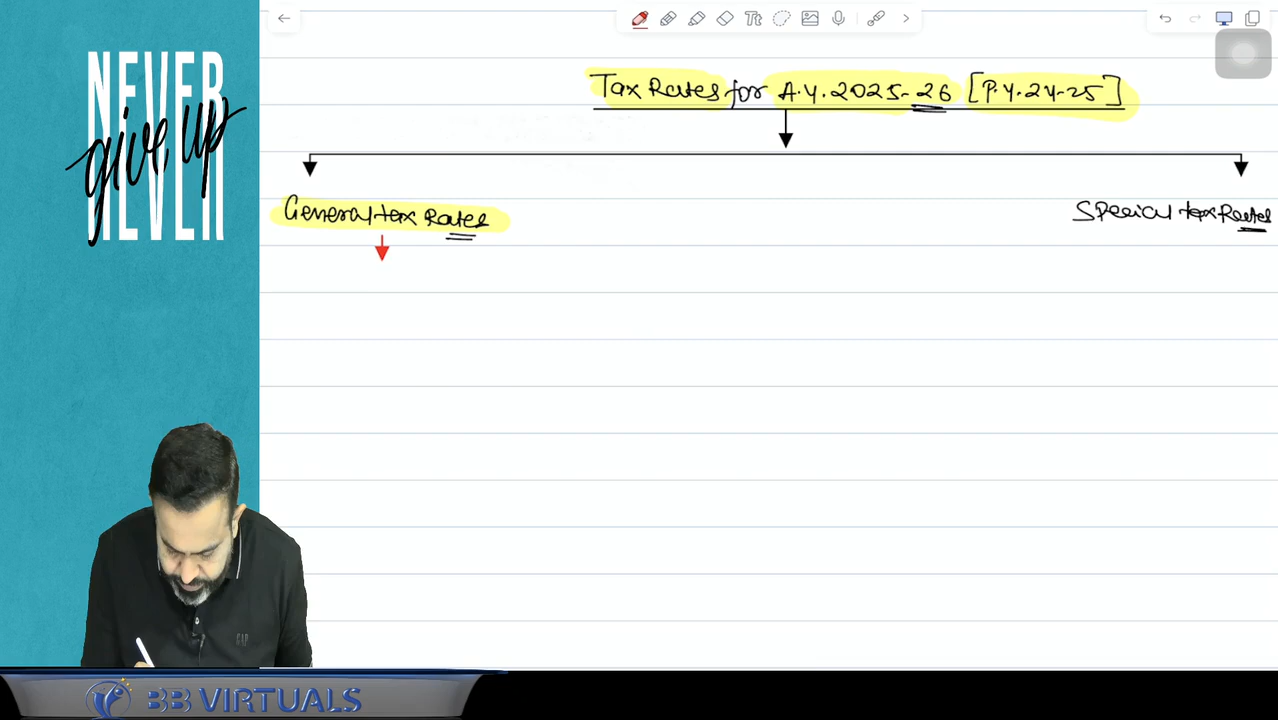 NEVER
give up
NEVER
Tax Rates for A.Y.2025-26 [P.Y.24-25]
General tax Rates
Special tax Rates
GAP
BB VIRTUALS